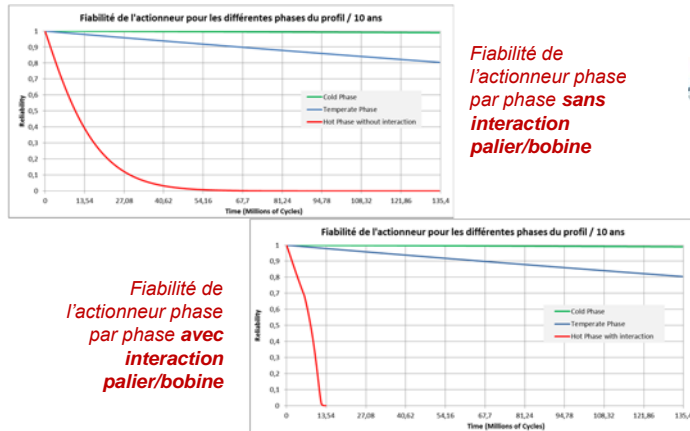 Fiabilité de l'actionneur pour les différentes phases du profil / 10 ans
1
0,9
0,8
0,7
0,6
0,5
0,4
0,3
0,2
0,1
0
Reliability
Cold Phase
Temperate Phase
Hot Phase without interaction
0 13,54 27,08 40,62 54,16 67,7 81,24 94,78 108,32 121,86 135,4
Time (Millions of Cycles)
Fiabilité de
l'actionneur phase
par phase sans
interaction
palier/bobine
Fiabilité de
l'actionneur phase
par phase avec
interaction
palier/bobine
Fiabilité de l'actionneur pour les différentes phases du profil / 10 ans
1
0,9
0,8
0,7
0,6
0,5
0,4
0,3
0,2
0,1
0
Reliability
Cold Phase
Temperate Phase
Hot Phase with interaction
0 13,54 27,08 40,62 54,16 67,7 81,24 94,78 108,32 121,86 135,4
Time (Millions of Cycles)